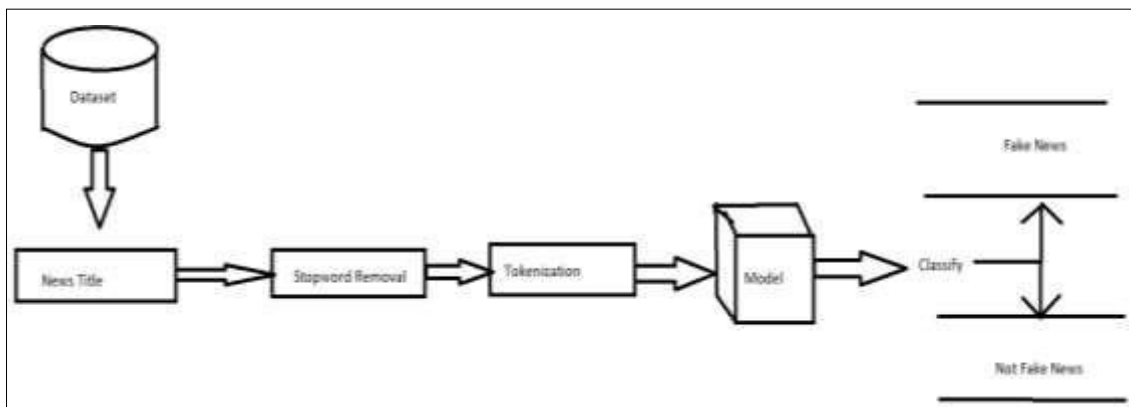 Dataset
Fake News
News Title
Stopword Removal
Tokenization
Model
Classify
Not Fake News